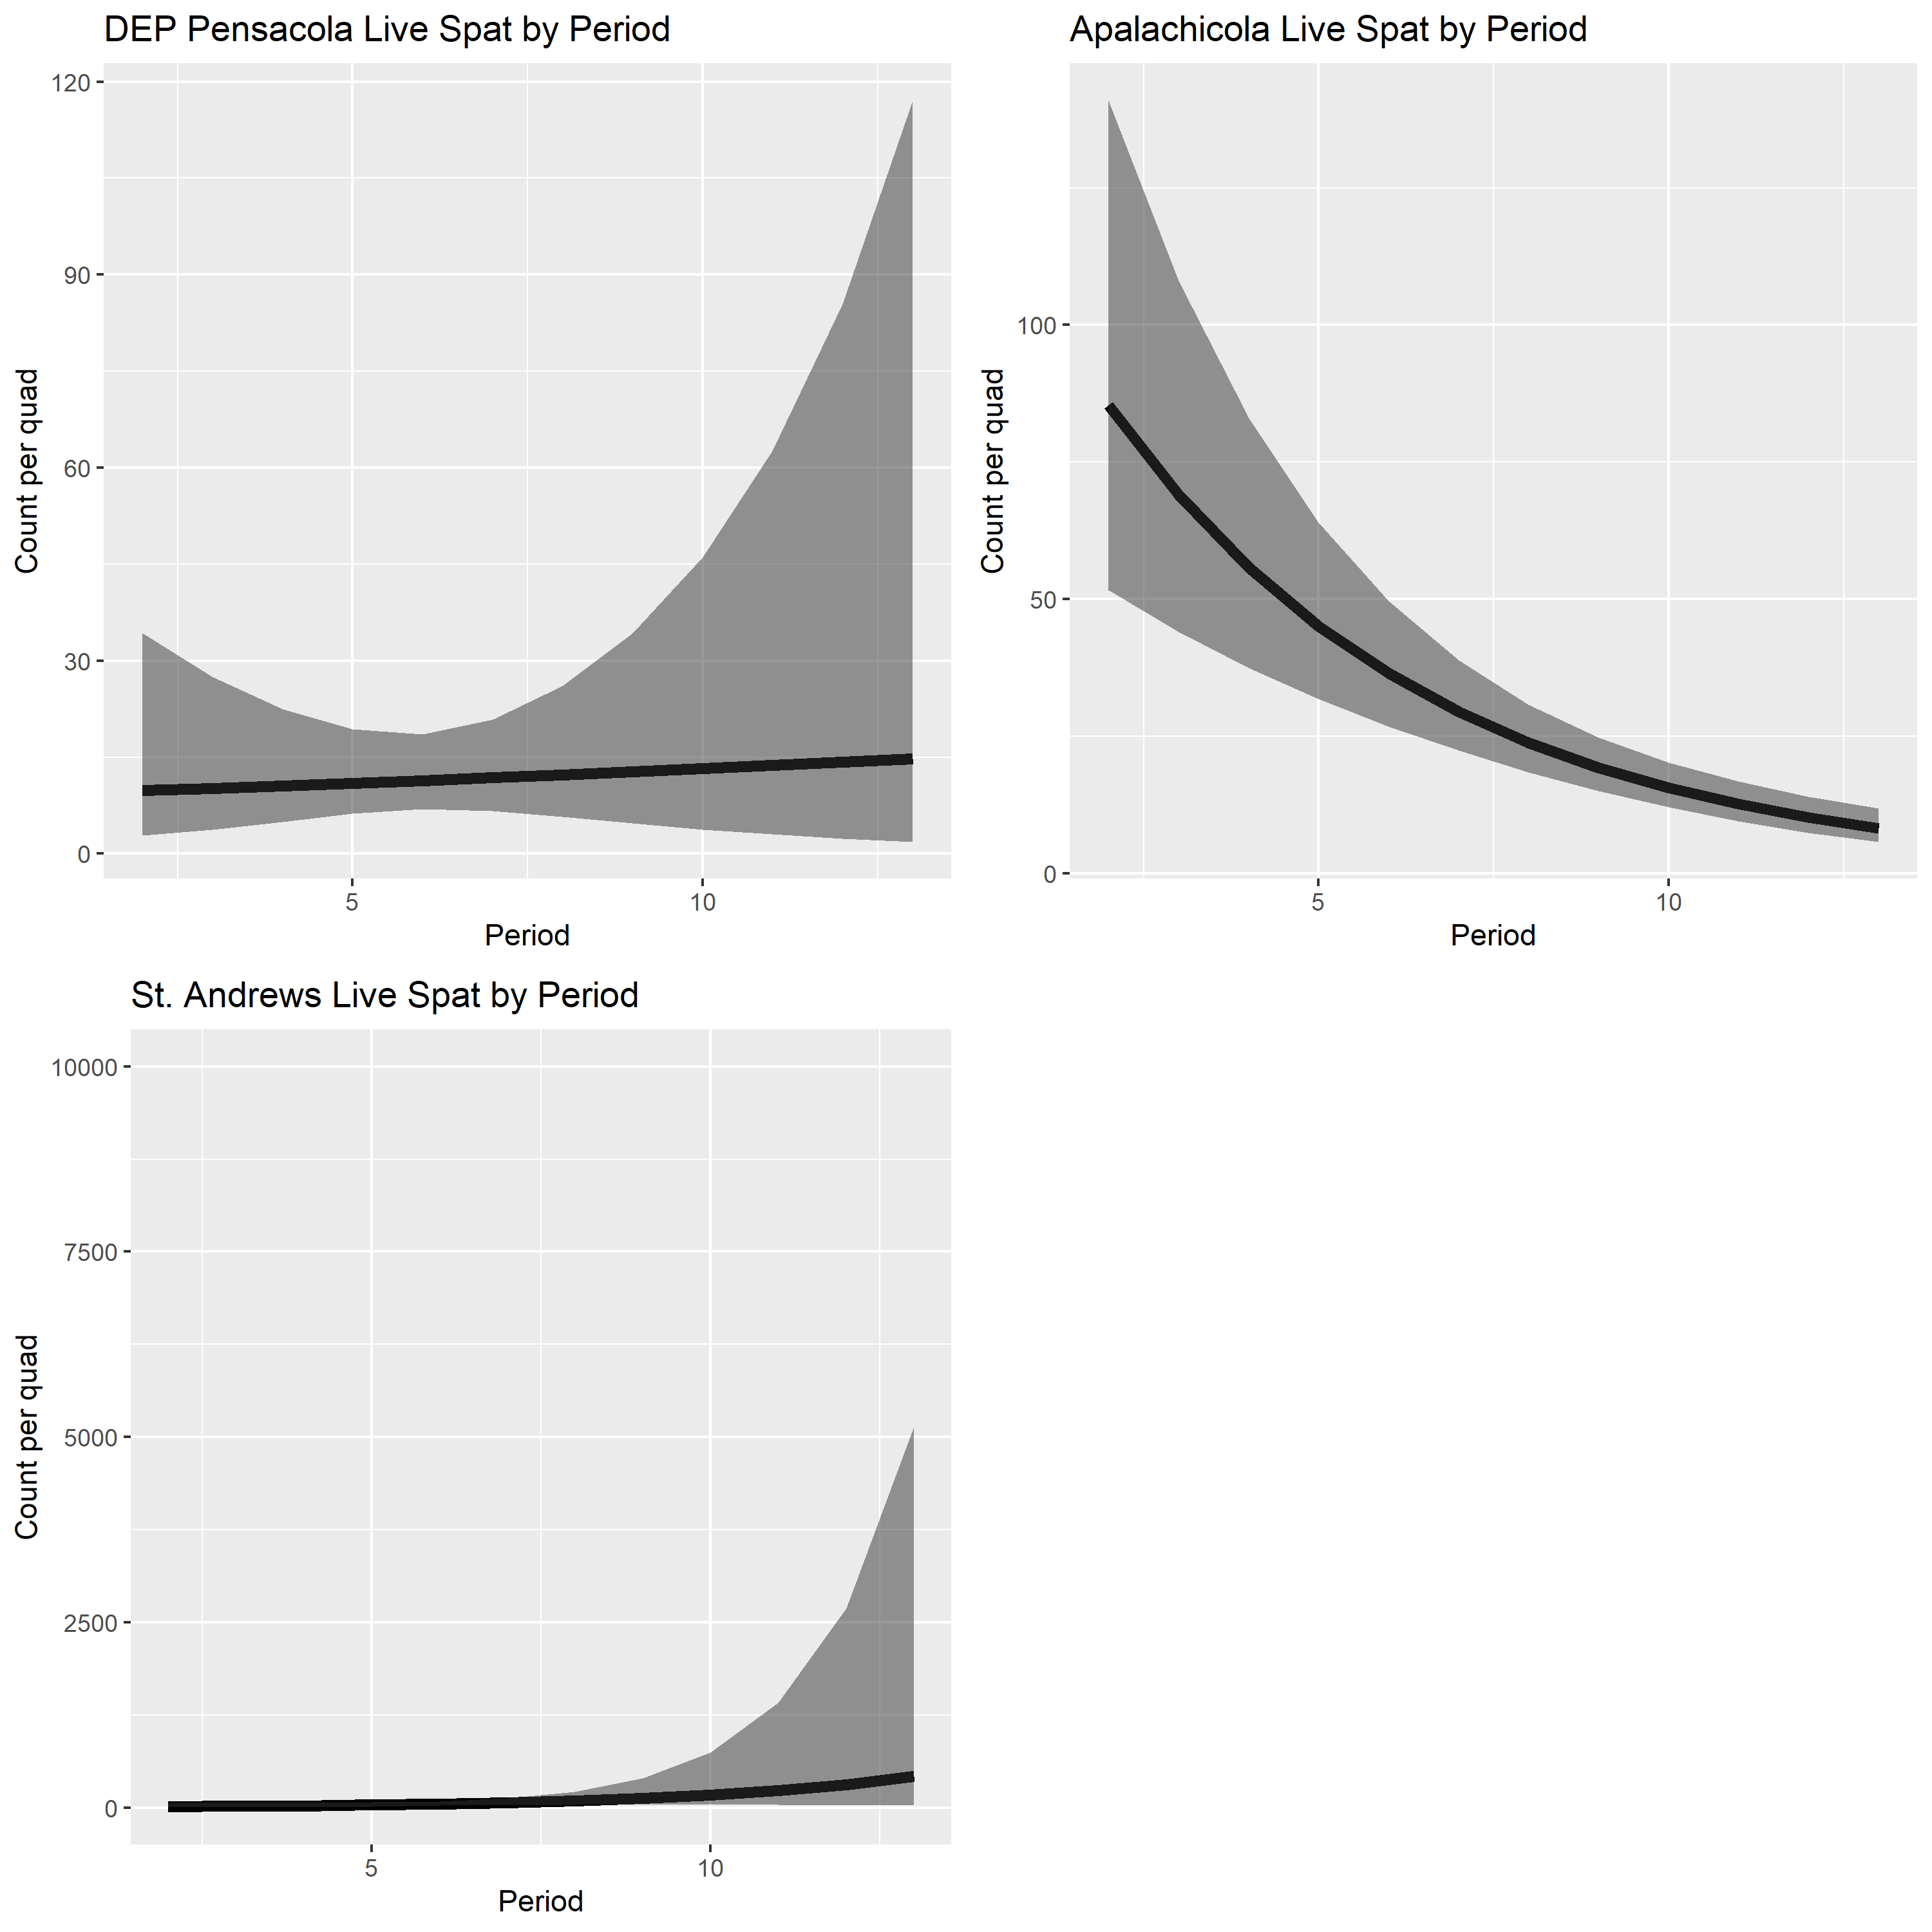 DEP Pensacola Live Spat by Period
120
90
60
30
0
Count per quad
5 10
Period
Apalachicola Live Spat by Period
100
50
0
Count per quad
5 10
Period
St. Andrews Live Spat by Period
10000
7500
5000
2500
0
Count per quad
5 10
Period